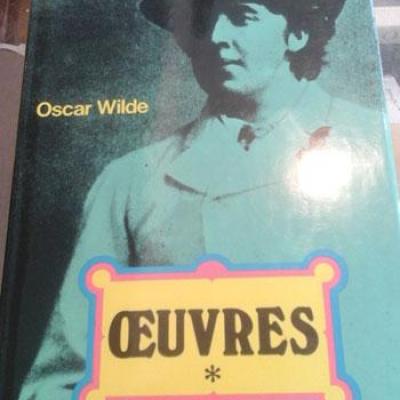 Oscar Wilde
ŒUVRES
*